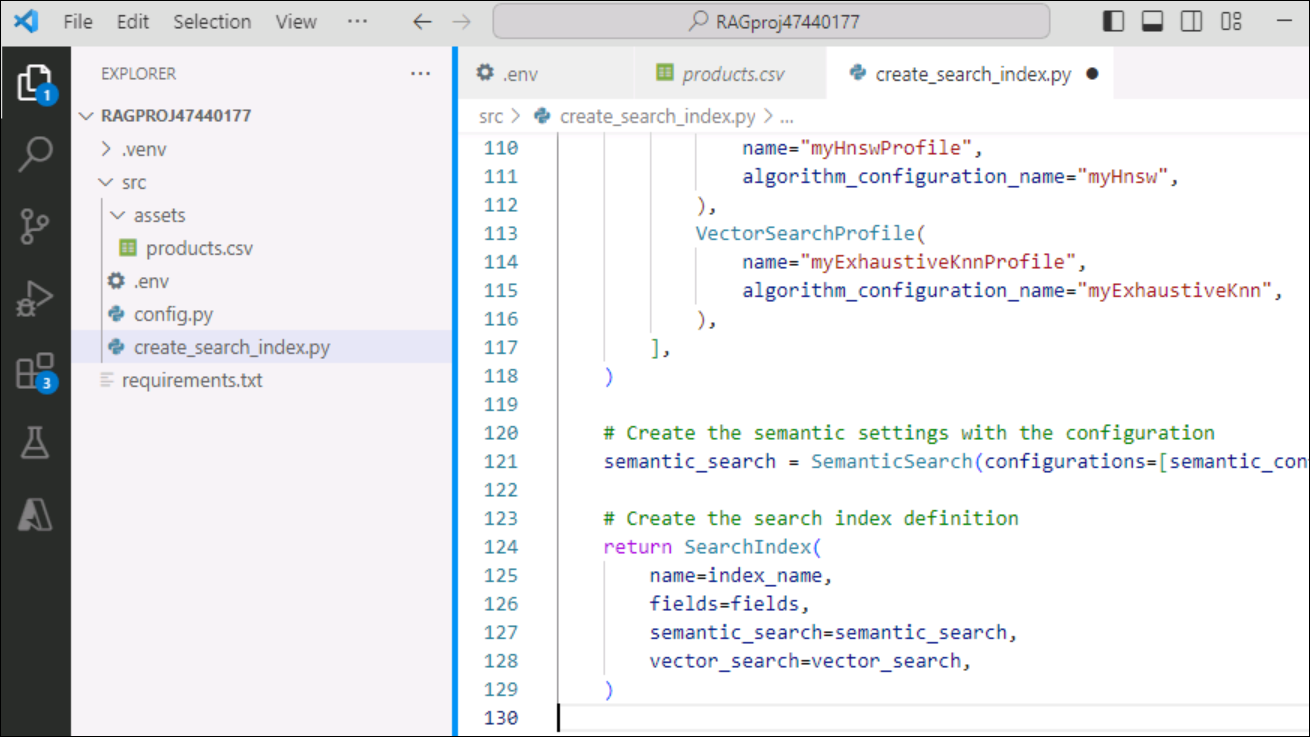 File Edit Selection View ··· RAGproj47440177
EXPLORER ···
RAGPROJ47440177
.venv
src
assets
products.csv
.env
config.py
create_search_index.py
requirements.txt
1
3
.env products.csv create_search_index.py
src > create_search_index.py > ...
110 name="myHnswProfile",
111 algorithm_configuration_name="myHnsw",
112 ),
113 VectorSearchProfile(
114 name="myExhaustiveKnnProfile",
115 algorithm_configuration_name="myExhaustiveKnn",
116 ),
117 ],
118 )
119
120 # Create the semantic settings with the configuration
121 semantic_search = SemanticSearch(configurations=[semantic_con
122
123 # Create the search index definition
124 return SearchIndex(
125 name=index_name,
126 fields=fields,
127 semantic_search=semantic_search,
128 vector_search=vector_search,
129 )
130